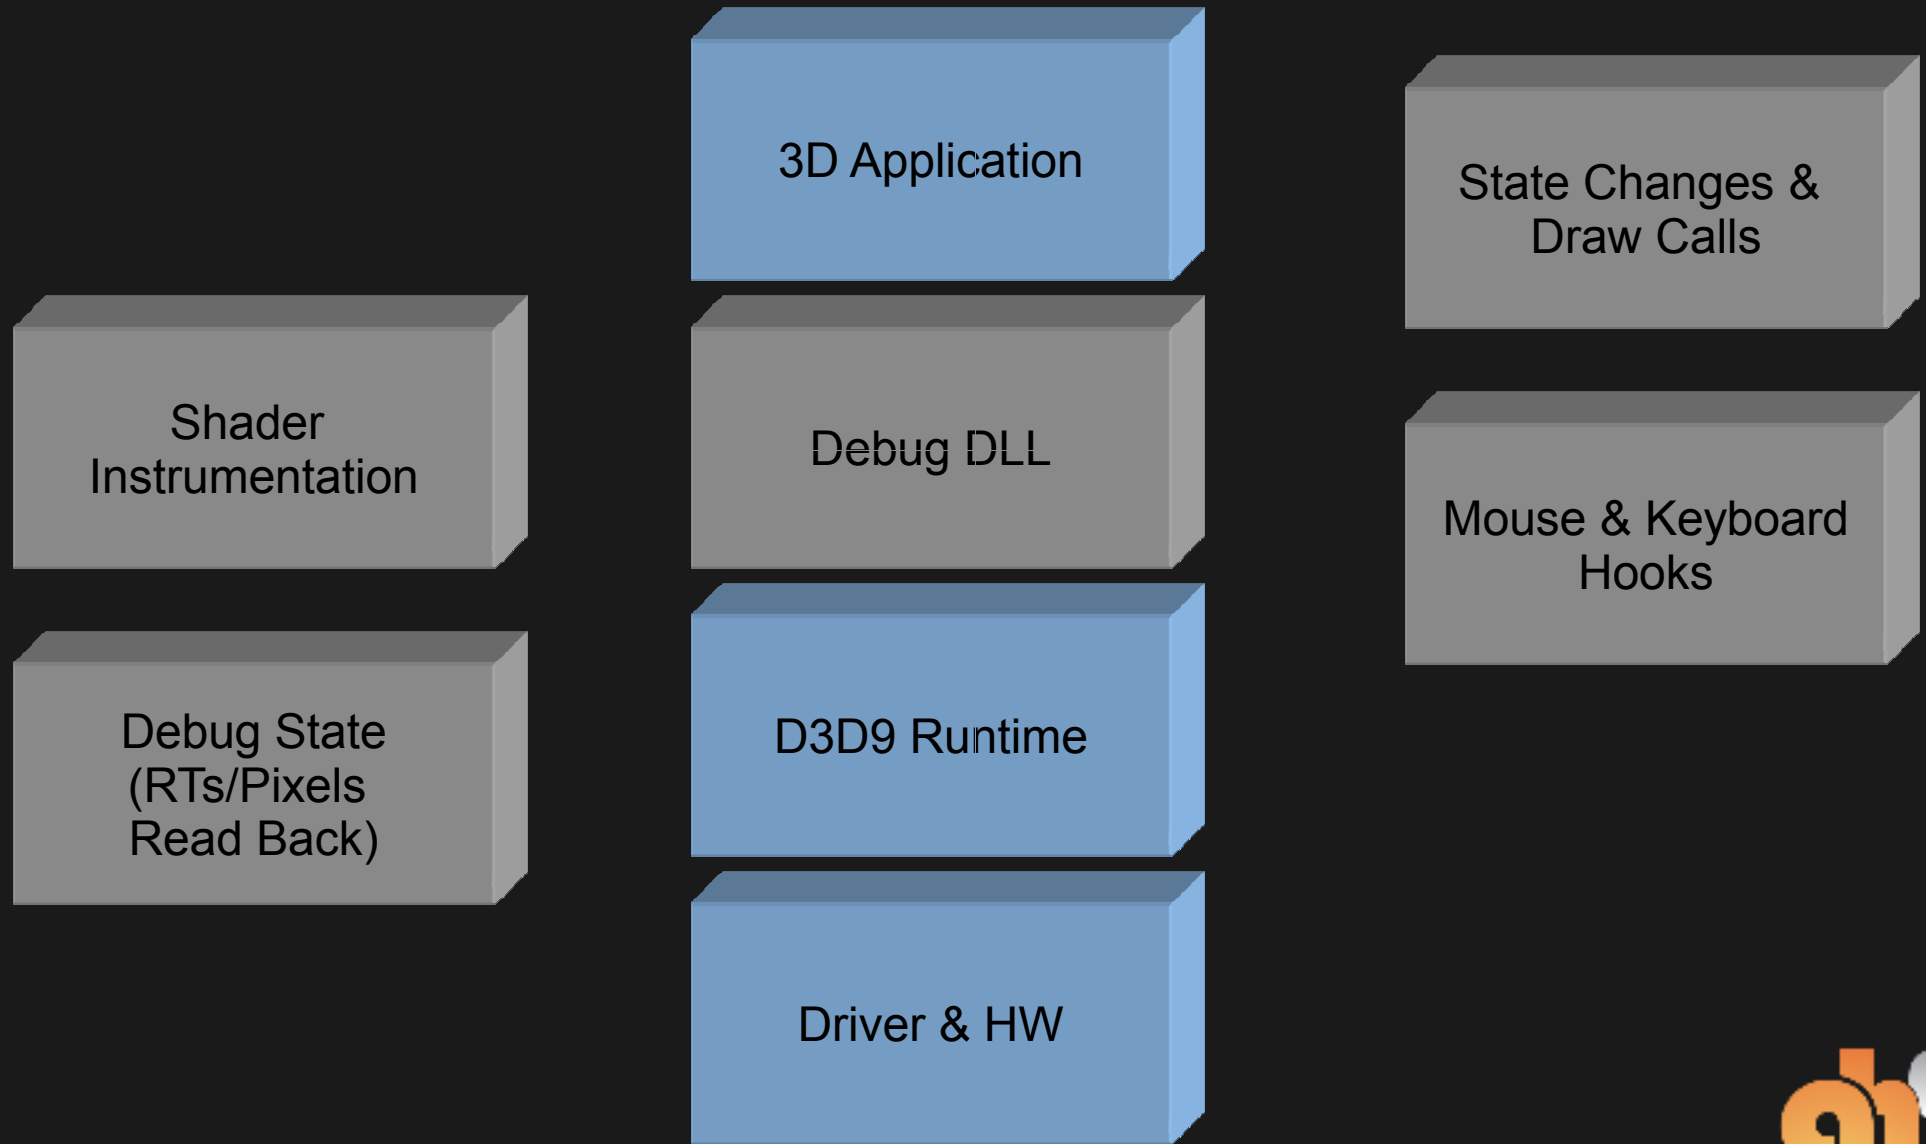 3D Application
State Changes &
Draw Calls
Shader
Instrumentation
Debug DLL
Mouse & Keyboard
Hooks
Debug State
(RTs/Pixels
Read Back)
D3D9 Runtime
Driver & HW